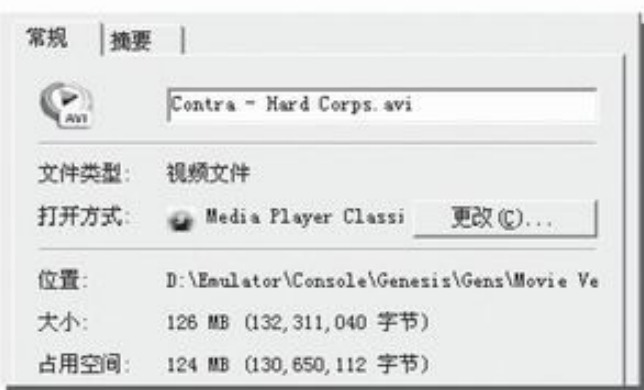 常规 摘要
AVI
Contra - Hard Corps.avi
文件类型: 视频文件
打开方式: Media Player Classi 更改(C)...
位置: D:\Emulator\Console\Genesis\Gens\Movie Ve
大小: 126 MB (132,311,040 字节)
占用空间: 124 MB (130,650,112 字节)